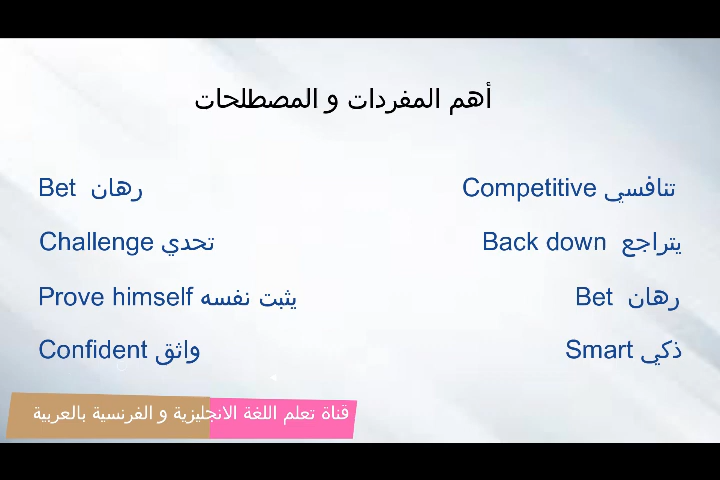 أهم المفردات و المصطلحات
Bet رهان
Competitive تنافسي
Challenge تحدي
Back down يتراجع
Prove himself يثبت نفسه
Bet رهان
Confident واثق
Smart ذكي
قناة تعلم اللغة الانجليزية و الفرنسية بالعربية